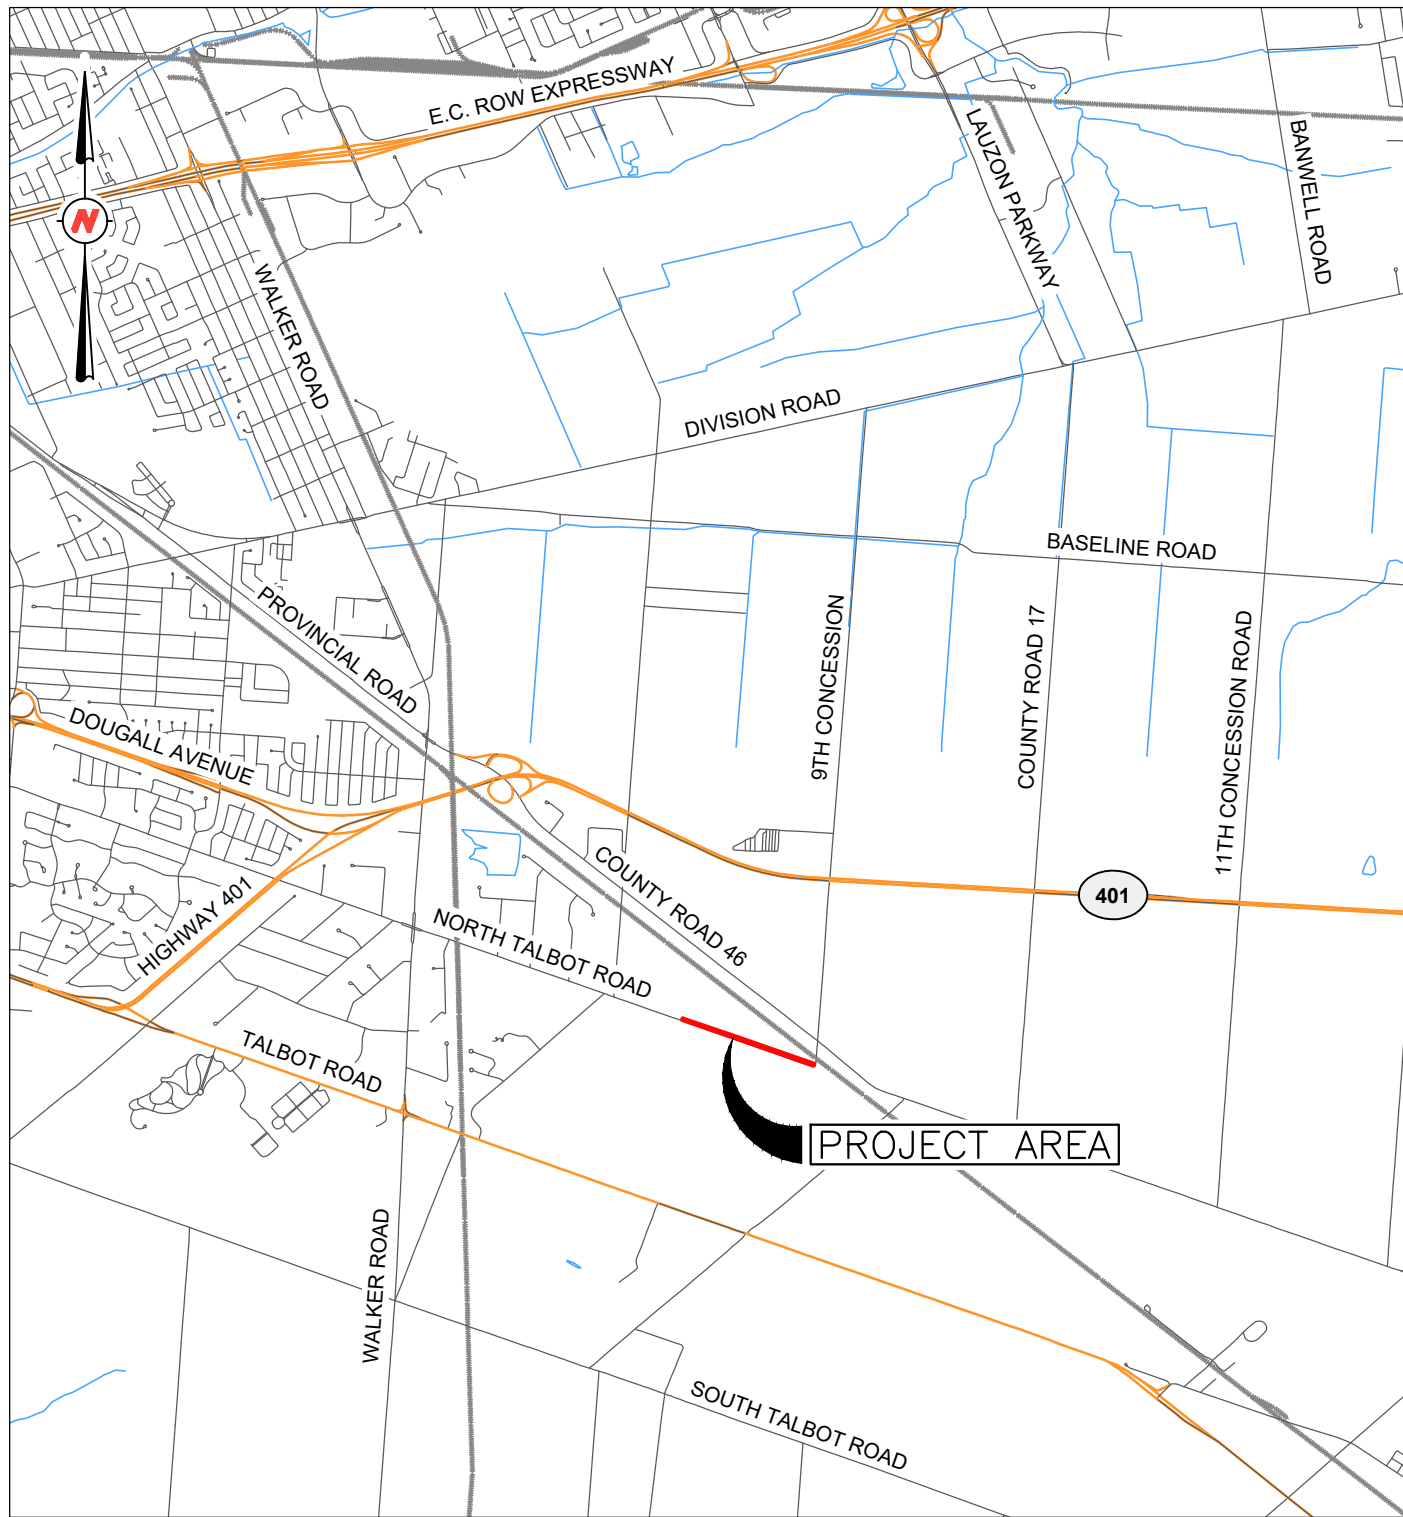 E.C. ROW EXPRESSWAY
LAUZON PARKWAY
BANWELL ROAD
N
WALKER ROAD
DIVISION ROAD
BASELINE ROAD
PROVINCIAL ROAD
9TH CONCESSION
COUNTY ROAD 17
11TH CONCESSION ROAD
DOUGALL AVENUE
COUNTY ROAD 46
401
HIGHWAY 401
NORTH TALBOT ROAD
TALBOT ROAD
PROJECT AREA
WALKER ROAD
SOUTH TALBOT ROAD